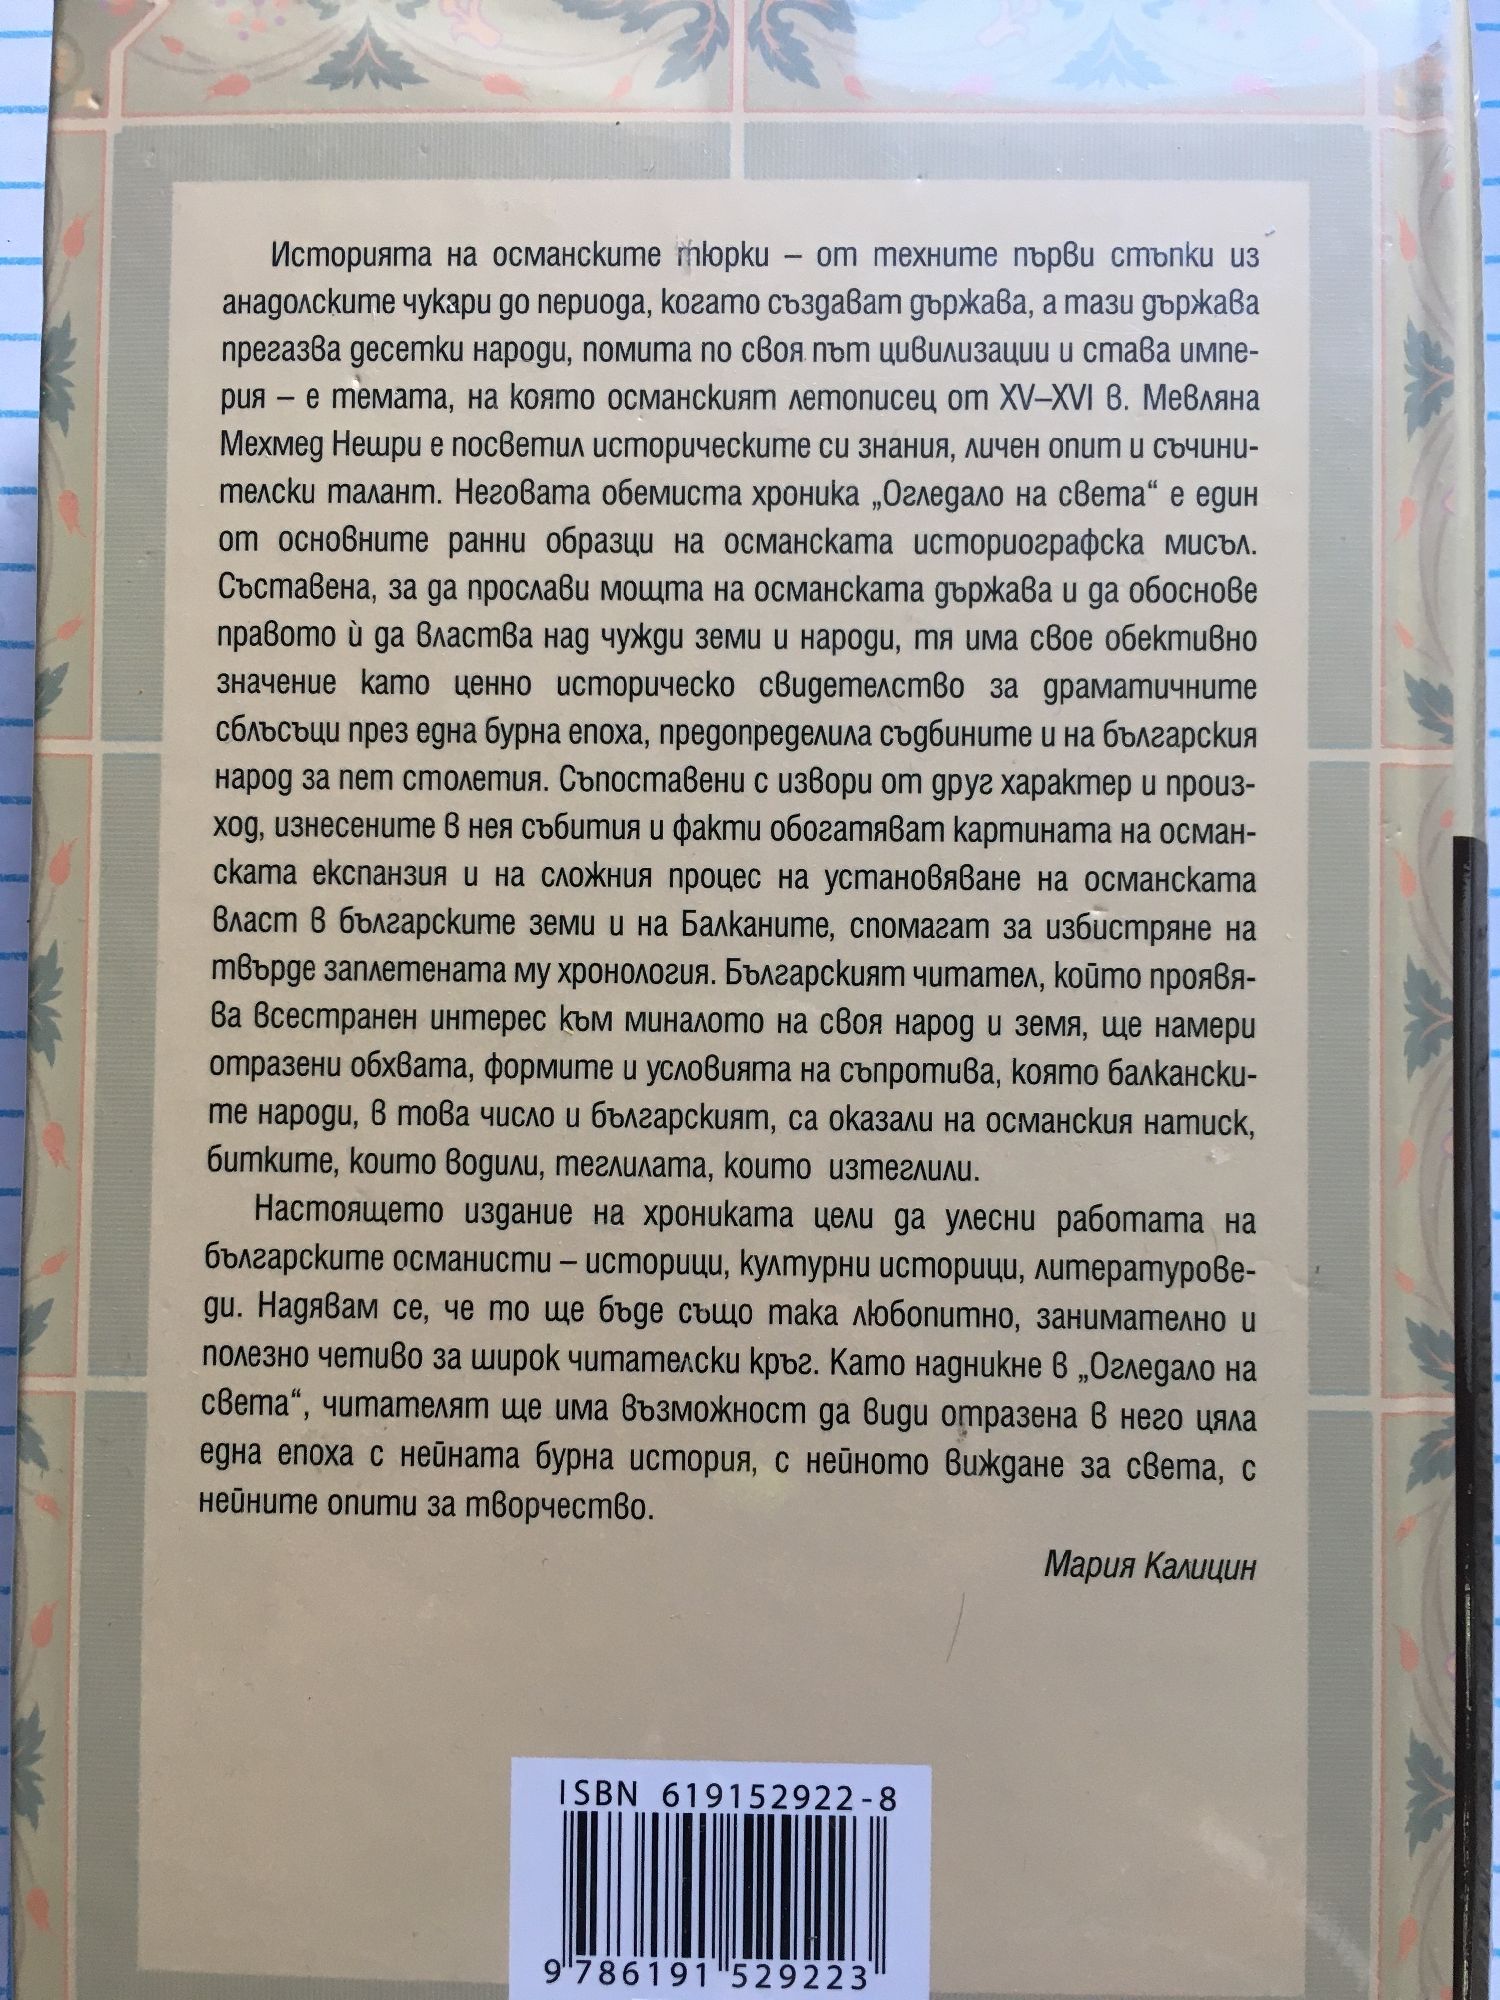 Историята на османските тюрки – от техните първи стъпки из
анадолските чукари до периода, когато създават държава, а тази държава
прегазва десетки народи, помита по своя път цивилизации и става импе-
рия – е темата, на която османският летописец от XV–XVI в. Мевляна
Мехмед Нешри е посветил историческите си знания, личен опит и съчини-
телски талант. Неговата обемиста хроника „Огледало на света“ е един
от основните ранни образци на османската историографска мисъл.
Съставена, за да прослави мощта на османската държава и да обоснове
правото ѝ да властва над чужди земи и народи, тя има свое обективно
значение като ценно историческо свидетелство за драматичните
сблъсъци през една бурна епоха, предопределила съдбините и на българския
народ за пет столетия. Съпоставени с извори от друг характер и произ-
ход, изнесените в нея събития и факти обогатяват картината на осман-
ската експанзия и на сложния процес на установяване на османската
власт в българските земи и на Балканите, спомагат за избистряне на
твърде заплетената му хронология. Българският читател, който проявя-
ва всестранен интерес към миналото на своя народ и земя, ще намери
отразени обхвата, формите и условията на съпротива, която балкански-
те народи, в това число и българският, са оказали на османския натиск,
битките, които водили, теглилата, които изтеглили.
Настоящето издание на хрониката цели да улесни работата на
българските османисти – историци, културни историци, литературове-
ди. Надявам се, че то ще бъде също така любопитно, занимателно и
полезно четиво за широк читателски кръг. Като надникне в „Огледало на
света“, читателят ще има възможност да види отразена в него цяла
една епоха с нейната бурна история, с нейното виждане за света, с
нейните опити за творчество.
Мария Калицин
ISBN 619152922-8
9 786191 529223